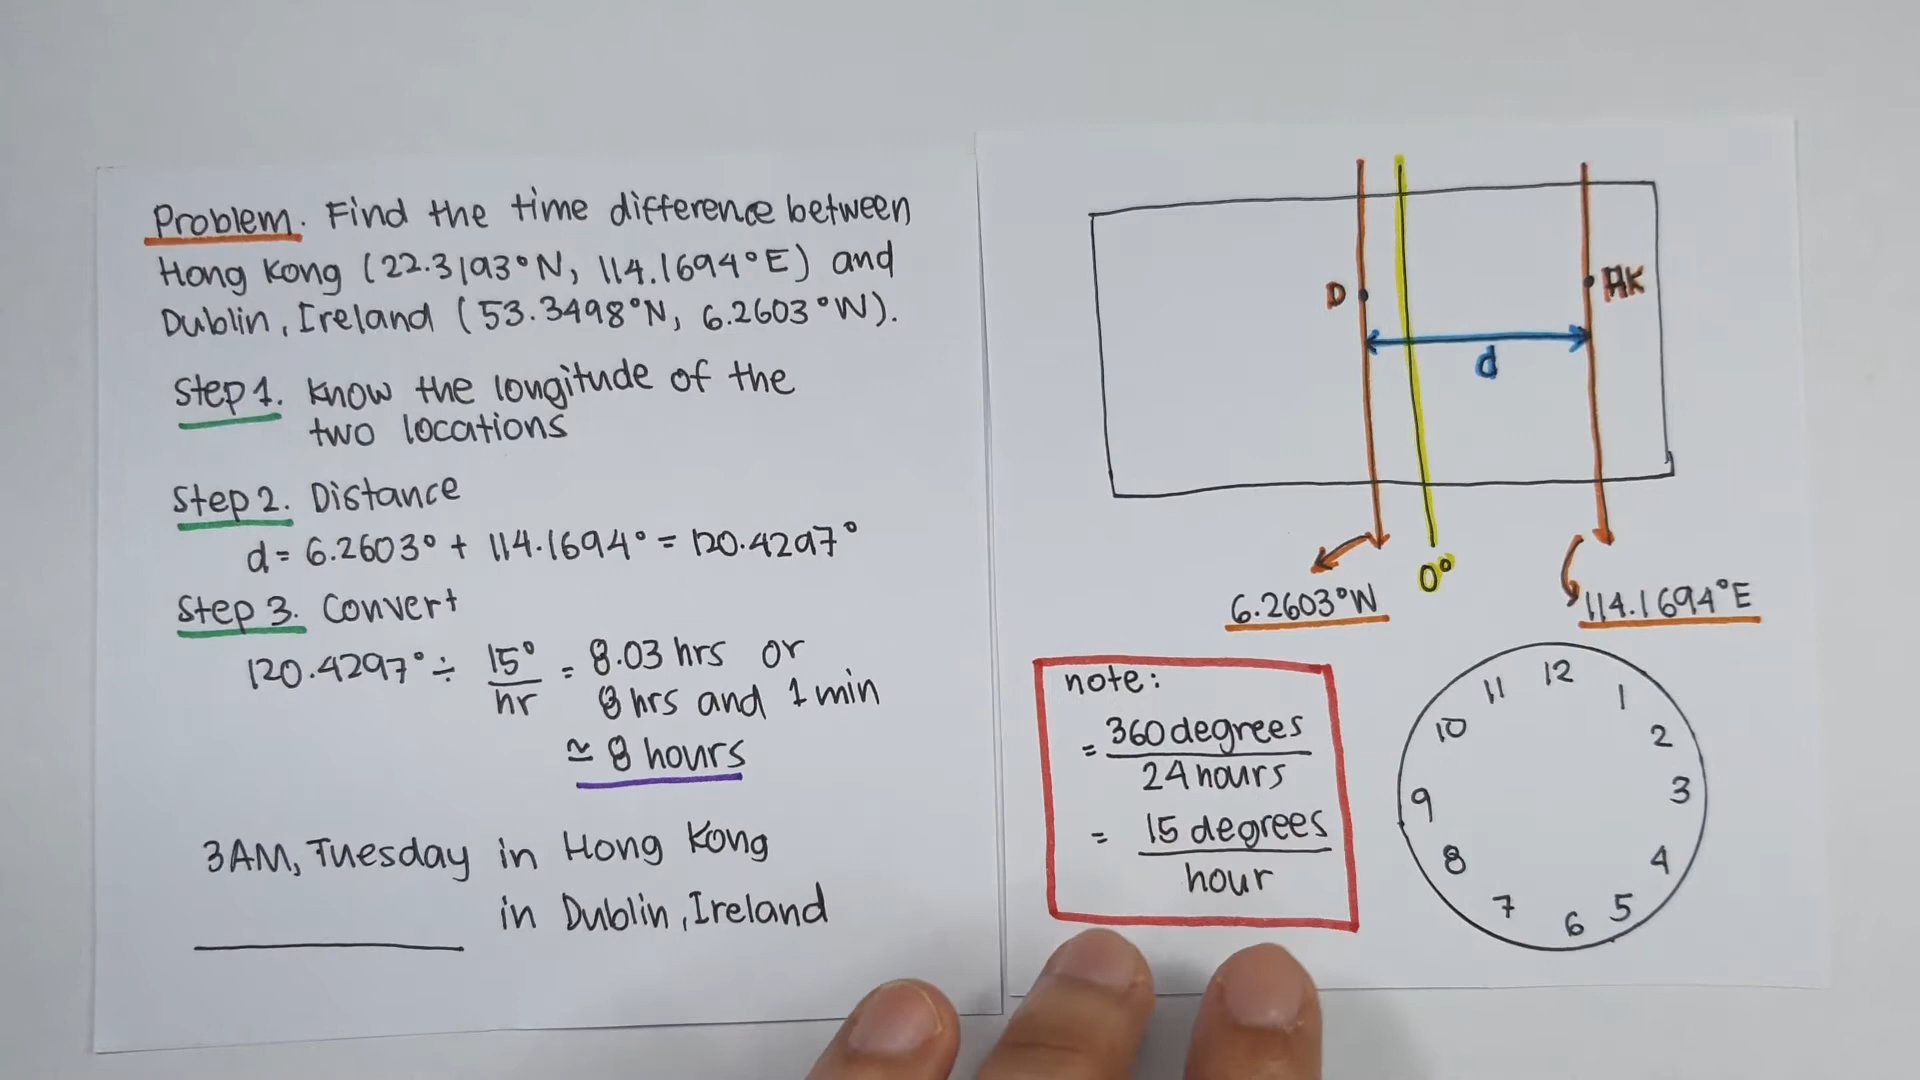 Problem. Find the time difference between
Hong Kong (22.3193°N, 114.1694°E) and
Dublin, Ireland (53.3498°N, 6.2603°W).
Step 1. Know the longitude of the
two locations
Step 2. Distance
d = 6.2603° + 114.1694° = 120.4297°
Step 3. Convert
120.4297° ÷ 15°/hr = 8.03 hrs or
8 hrs and 1 min
≃ 8 hours
3AM, Tuesday in Hong Kong
in Dublin, Ireland
D
HK
d
0°
6.2603°W
114.1694°E
note:
= 360 degrees
24 hours
= 15 degrees
hour
12
1
2
3
4
5
6
7
8
9
10
11